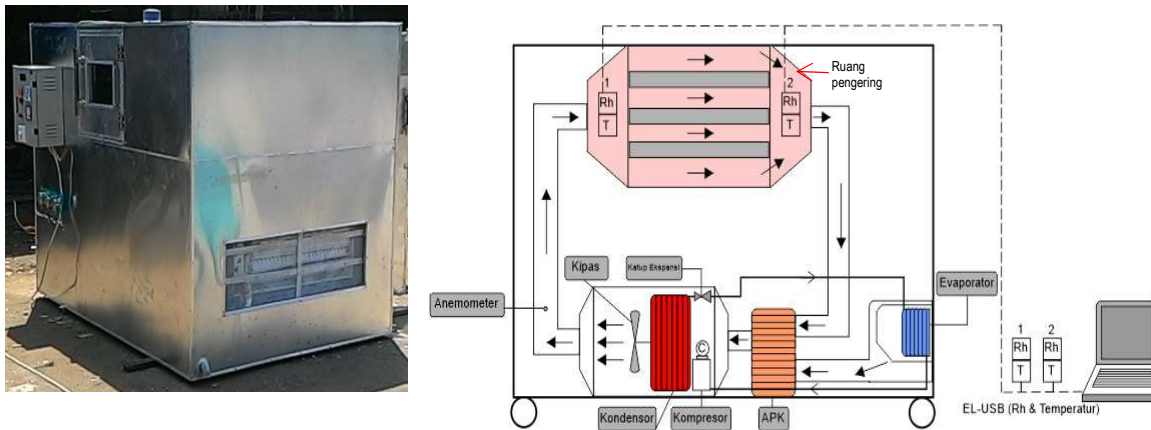 Ruang
pengering
1
Rh
T
2
Rh
T
Kipas
Katup Ekspansi
Anemometer
Evaporator
C
Kondensor
Kompresor
APK
1
Rh
T
2
Rh
T
EL-USB (Rh & Temperatur)